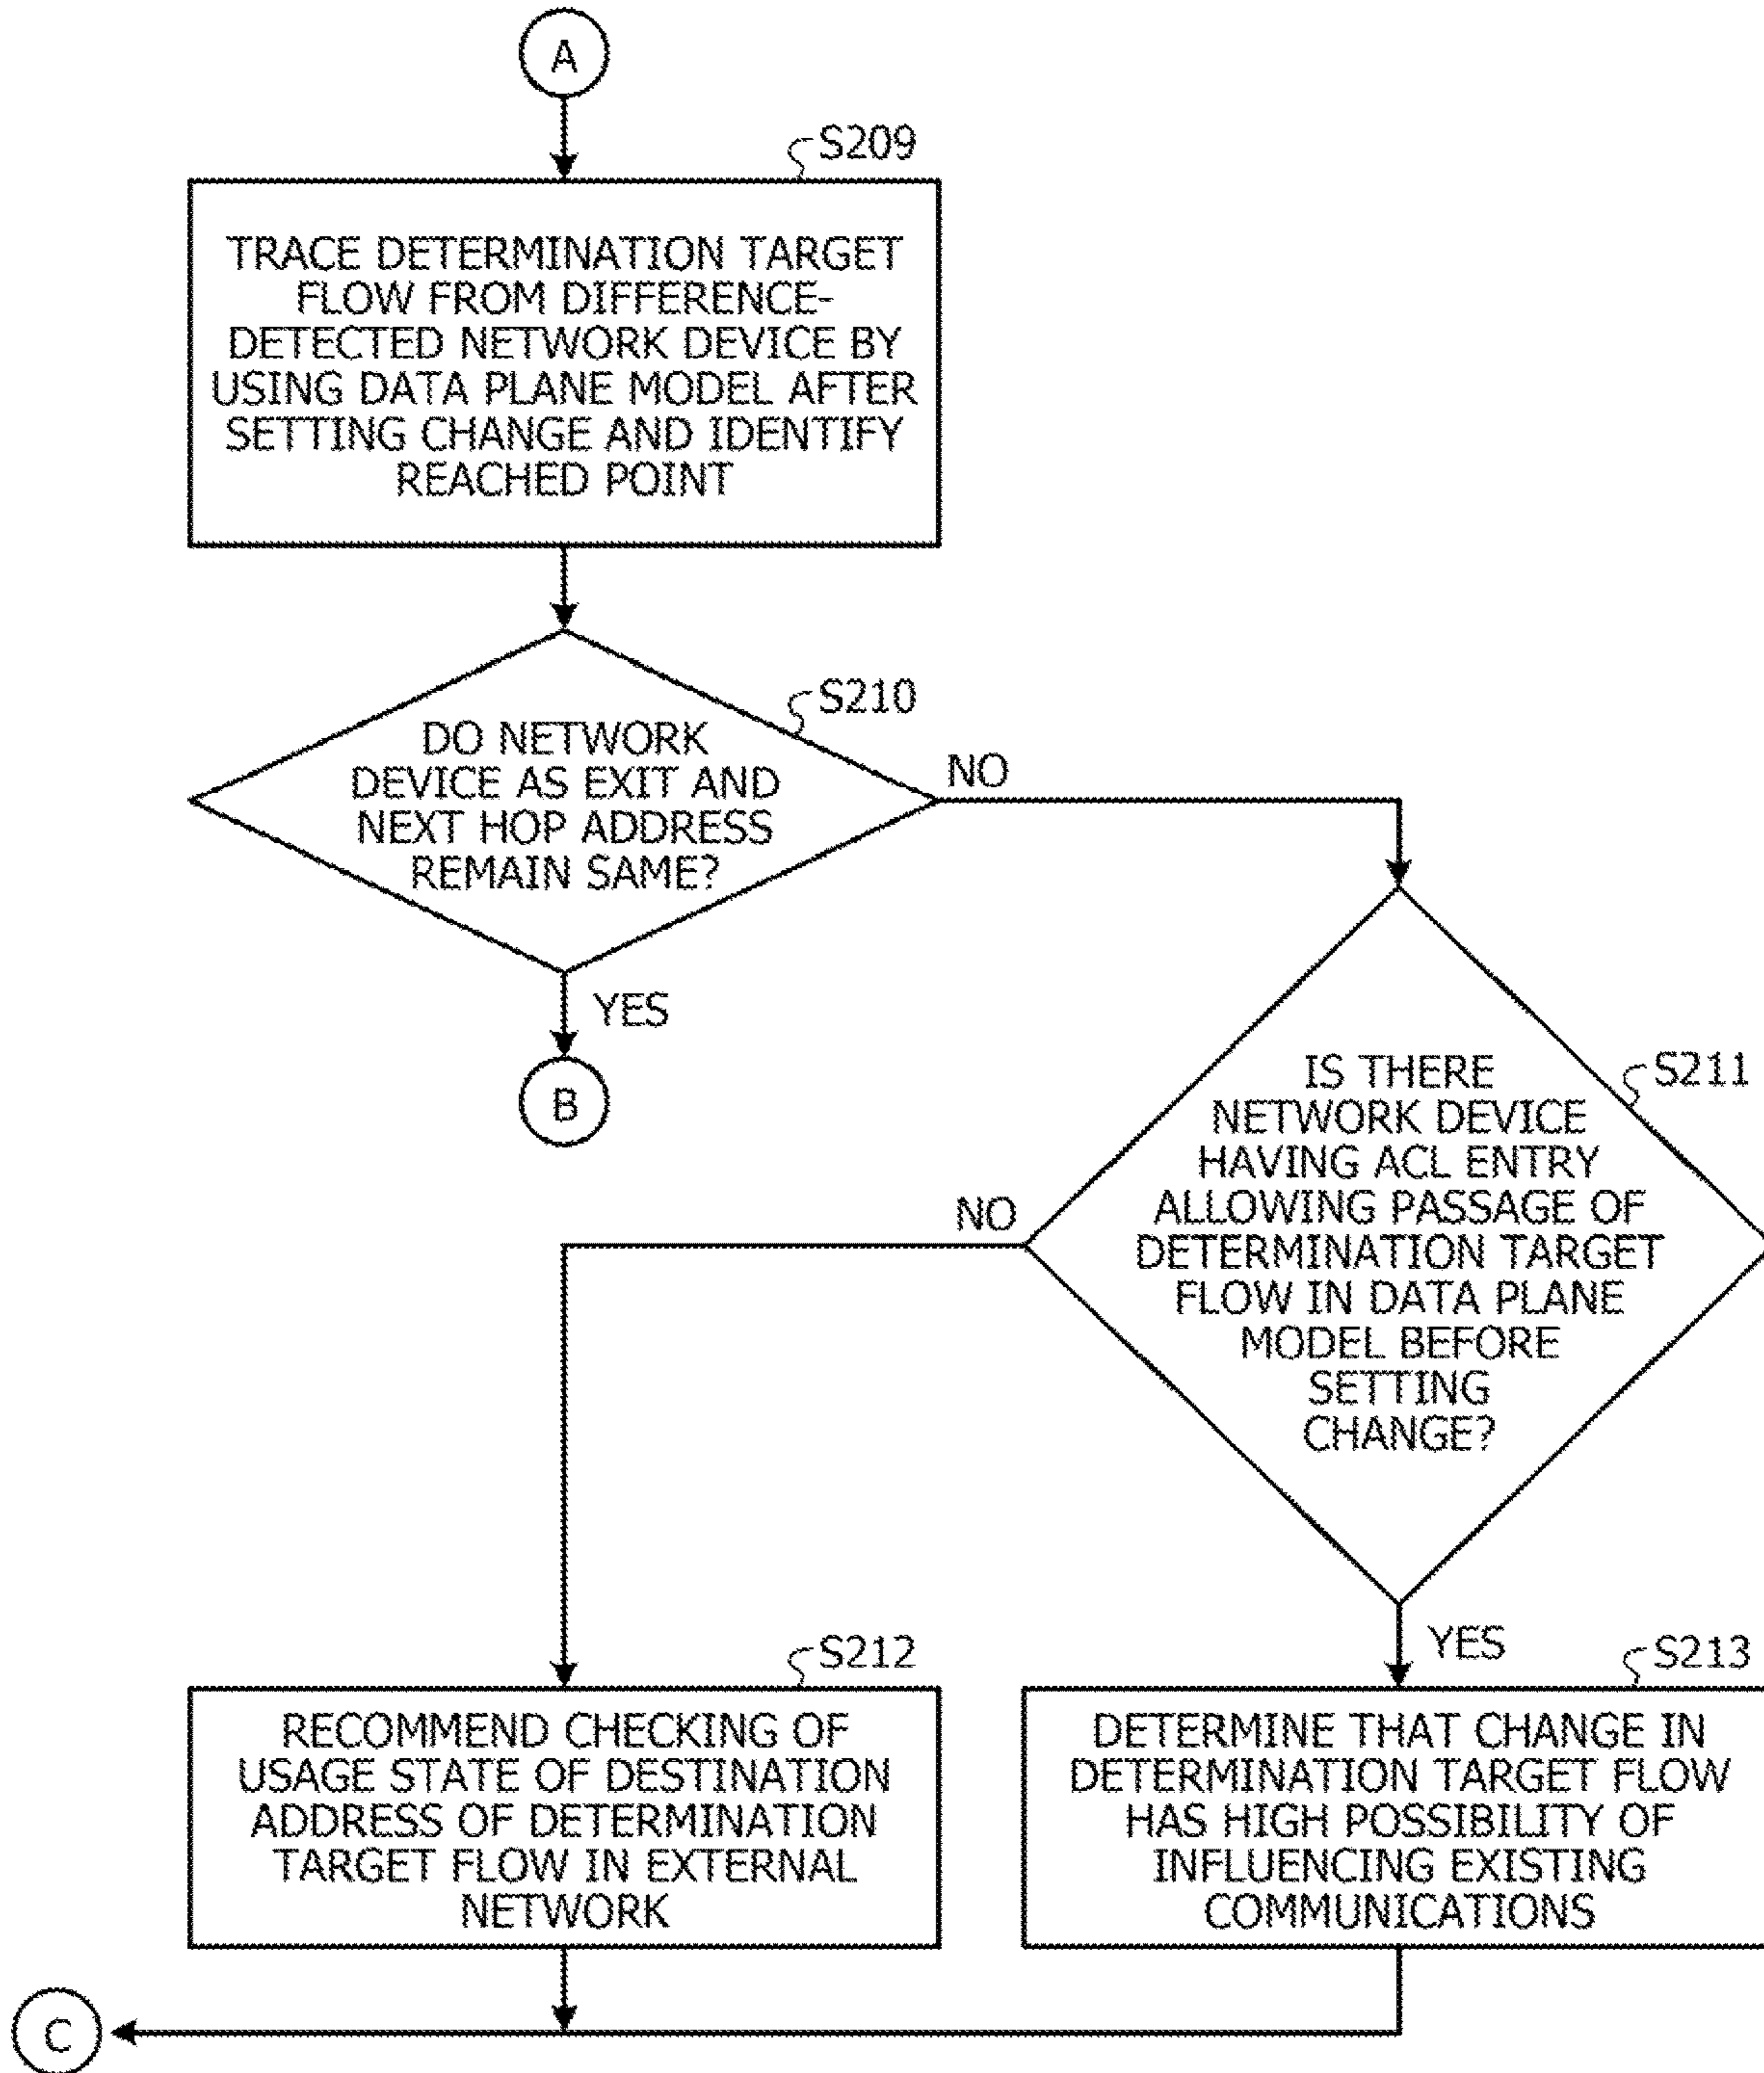 A
S209
TRACE DETERMINATION TARGET
FLOW FROM DIFFERENCE-
DETECTED NETWORK DEVICE BY
USING DATA PLANE MODEL AFTER
SETTING CHANGE AND IDENTIFY
REACHED POINT
S210
DO NETWORK
DEVICE AS EXIT AND
NEXT HOP ADDRESS
REMAIN SAME?
NO
YES
B
S211
IS THERE
NETWORK DEVICE
HAVING ACL ENTRY
ALLOWING PASSAGE OF
DETERMINATION TARGET
FLOW IN DATA PLANE
MODEL BEFORE
SETTING
CHANGE?
NO
YES
S212
RECOMMEND CHECKING OF
USAGE STATE OF DESTINATION
ADDRESS OF DETERMINATION
TARGET FLOW IN EXTERNAL
NETWORK
S213
DETERMINE THAT CHANGE IN
DETERMINATION TARGET FLOW
HAS HIGH POSSIBILITY OF
INFLUENCING EXISTING
COMMUNICATIONS
C